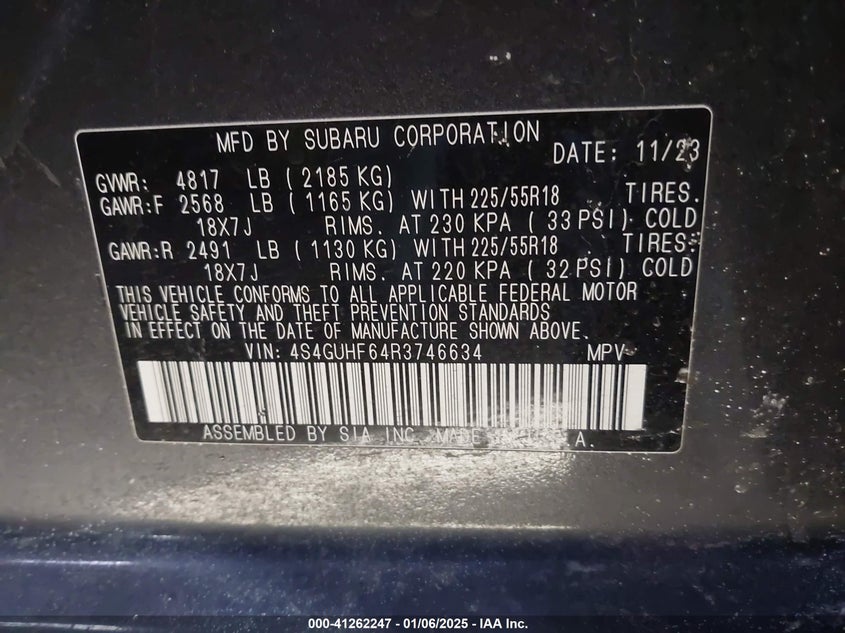 MFD BY SUBARU CORPORATION
DATE: 11/23
GVWR: 4817 LB ( 2185 KG)
GAWR:F 2568 LB ( 1165 KG) WITH 225/55R18 TIRES.
18X7J RIMS. AT 230 KPA ( 33 PSI) COLD
GAWR:R 2491 LB ( 1130 KG) WITH 225/55R18 TIRES.
18X7J RIMS. AT 220 KPA ( 32 PSI) COLD
THIS VEHICLE CONFORMS TO ALL APPLICABLE FEDERAL MOTOR
VEHICLE SAFETY AND THEFT PREVENTION STANDARDS
IN EFFECT ON THE DATE OF MANUFACTURE SHOWN ABOVE.
VIN: 4S4GUHF64R3746634 MPV
ASSEMBLED BY SIA INC. MADE
000-41262247 - 01/06/2025 - IAA Inc.